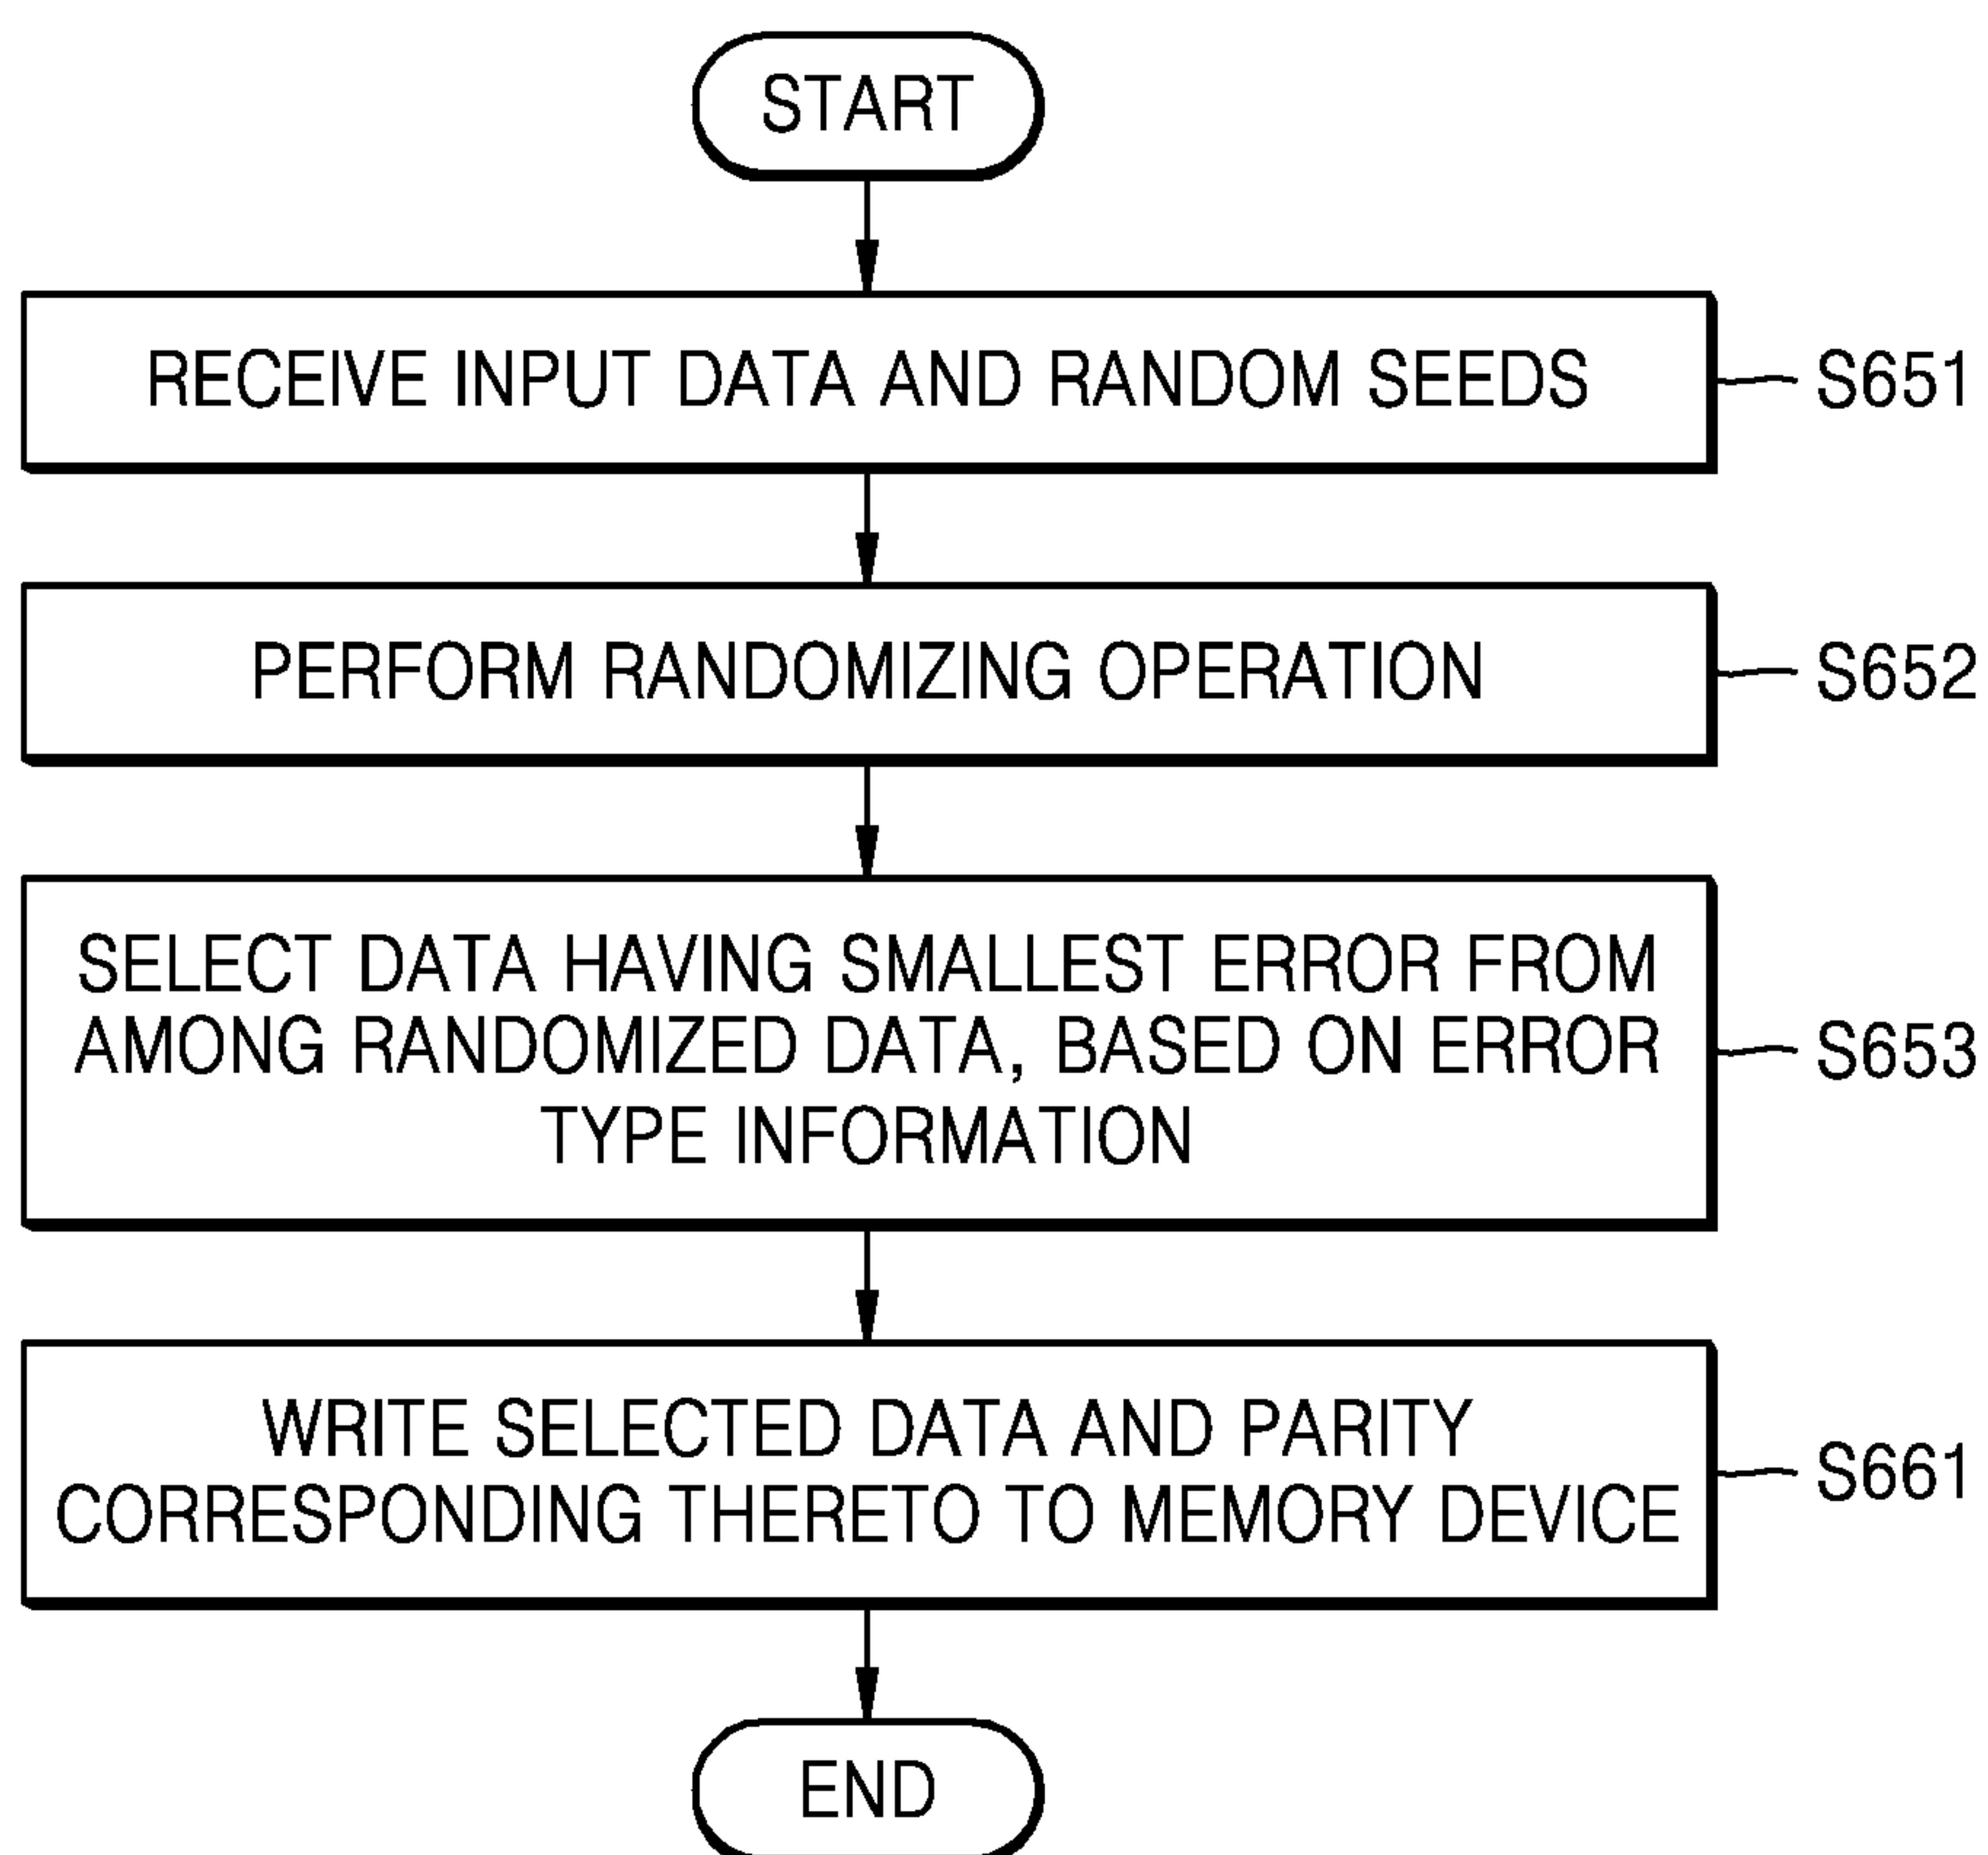 START
RECEIVE INPUT DATA AND RANDOM SEEDS
S651
PERFORM RANDOMIZING OPERATION
S652
SELECT DATA HAVING SMALLEST ERROR FROM
AMONG RANDOMIZED DATA, BASED ON ERROR
TYPE INFORMATION
S653
WRITE SELECTED DATA AND PARITY
CORRESPONDING THERETO TO MEMORY DEVICE
S661
END